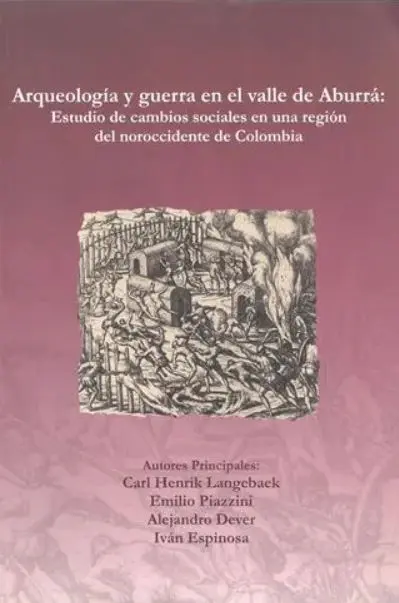 Arqueología y guerra en el valle de Aburrá:
Estudio de cambios sociales en una región
del noroccidente de Colombia
Autores Principales:
Carl Henrik Langebaek
Emilio Piazzini
Alejandro Dever
Iván Espinosa